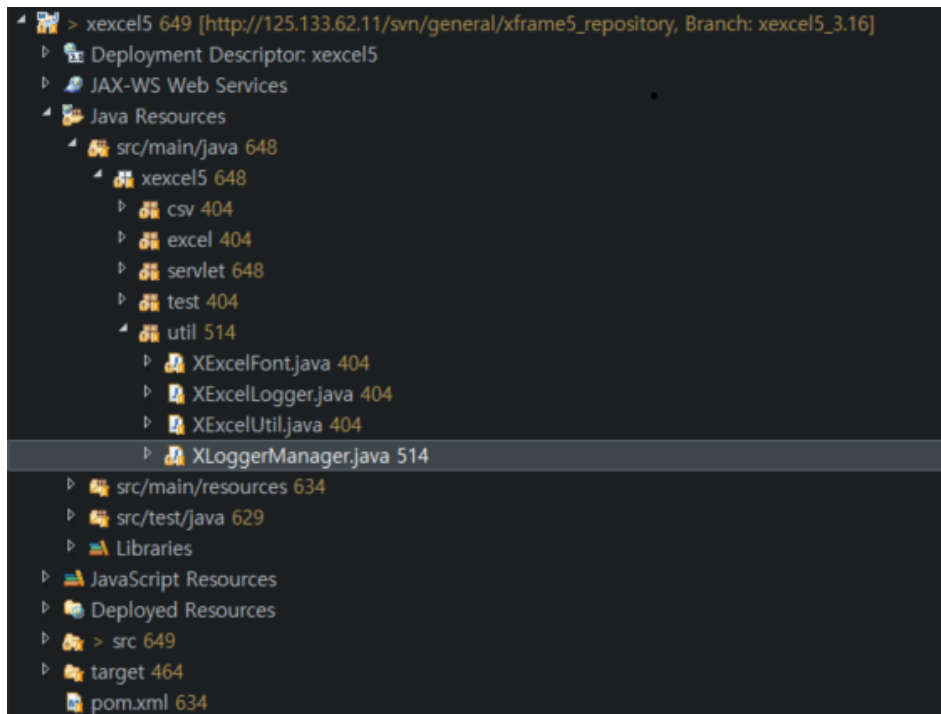 > xexcel5 649 [http://125.133.62.11/svn/general/xframe5_repository, Branch: xexcel5_3.16]
Deployment Descriptor: xexcel5
JAX-WS Web Services
Java Resources
src/main/java 648
xexcel5 648
csv 404
excel 404
servlet 648
test 404
util 514
XExcelFont.java 404
XExcelLogger.java 404
XExcelUtil.java 404
XLoggerManager.java 514
src/main/resources 634
src/test/java 629
Libraries
JavaScript Resources
Deployed Resources
> src 649
target 464
pom.xml 634